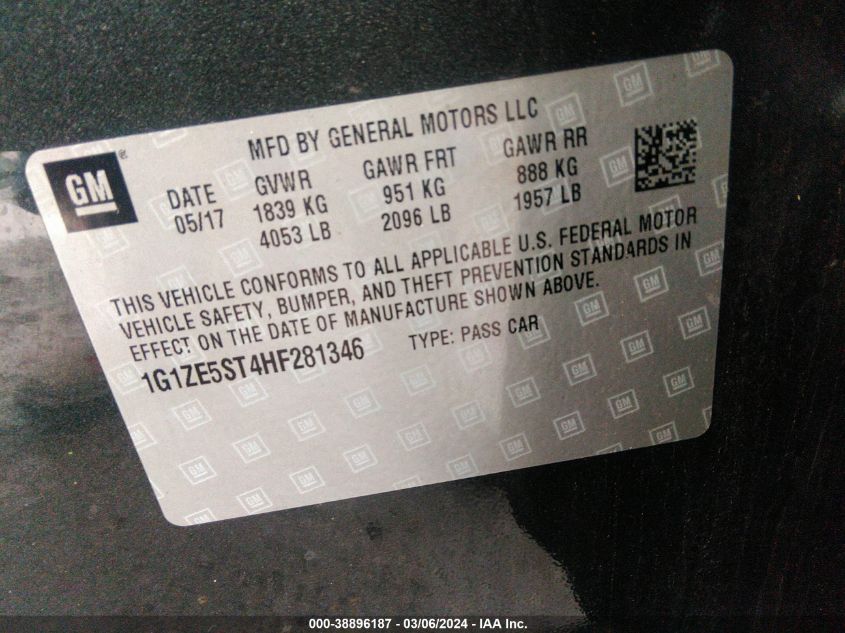 MFD BY GENERAL MOTORS LLC
GM ®
DATE GVWR GAWR FRT GAWR RR
05/17 1839 KG 951 KG 888 KG
4053 LB 2096 LB 1957 LB
THIS VEHICLE CONFORMS TO ALL APPLICABLE U.S. FEDERAL MOTOR
VEHICLE SAFETY, BUMPER, AND THEFT PREVENTION STANDARDS IN
EFFECT ON THE DATE OF MANUFACTURE SHOWN ABOVE.
1G1ZE5ST4HF281346 TYPE: PASS CAR
000-38896187 - 03/06/2024 - IAA Inc.